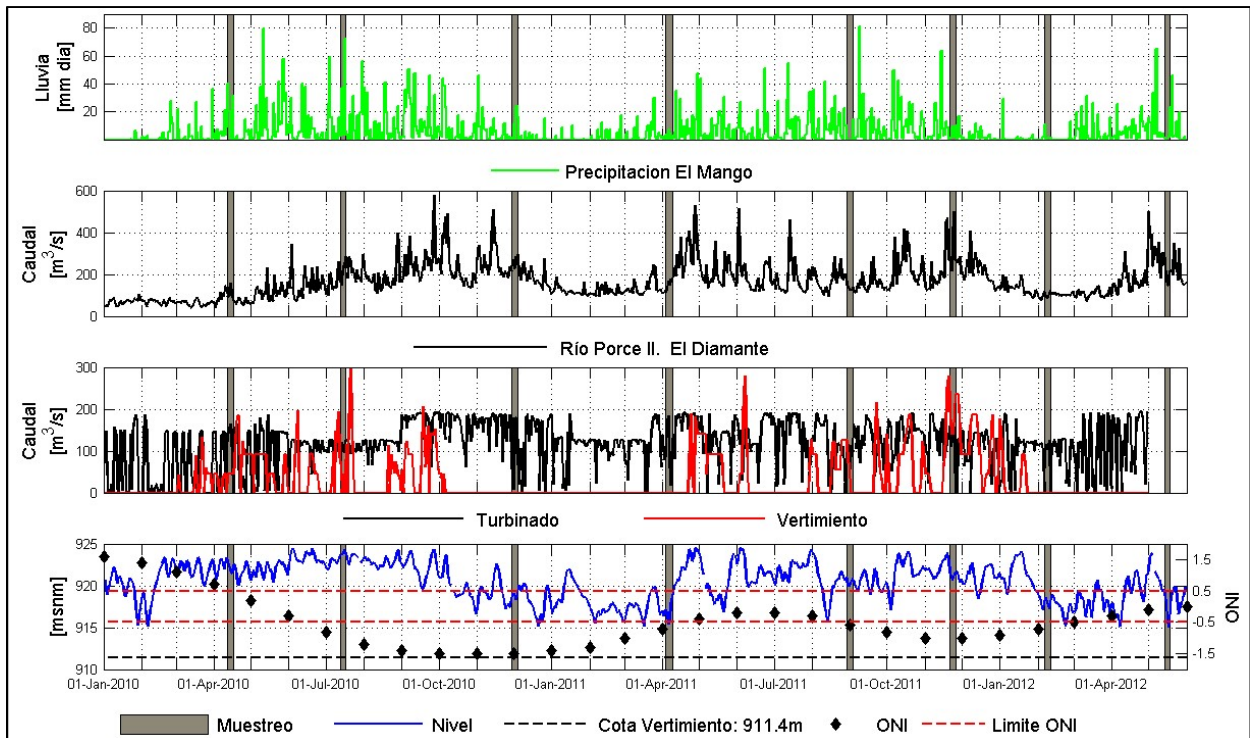 Lluvia
[mm dia]
80
60
40
20
Precipitacion El Mango
Caudal
[m³/s]
600
400
200
0
Río Porce II. El Diamante
Caudal
[m³/s]
300
200
100
0
Turbinado
Vertimiento
[msnm]
925
920
915
910
1.5
0.5
-0.5
-1.5
ONI
01-Jan-2010 01-Apr-2010 01-Jul-2010 01-Oct-2010 01-Jan-2011 01-Apr-2011 01-Jul-2011 01-Oct-2011 01-Jan-2012 01-Apr-2012
Muestreo Nivel Cota Vertimiento: 911.4m ONI Limite ONI